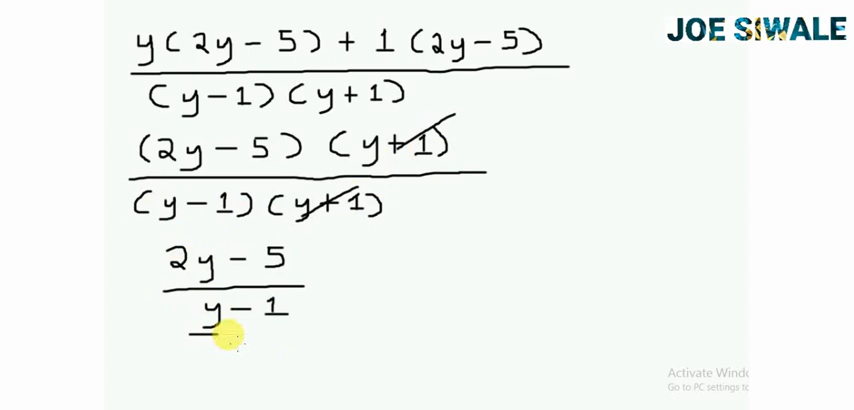 JOE SIWALE
y(2y-5)+1(2y-5)
(y-1)(y+1)
(2y-5)(y+1)
(y-1)(y+1)
2y-5
y-1
Activate Windo
Go to PC settings to